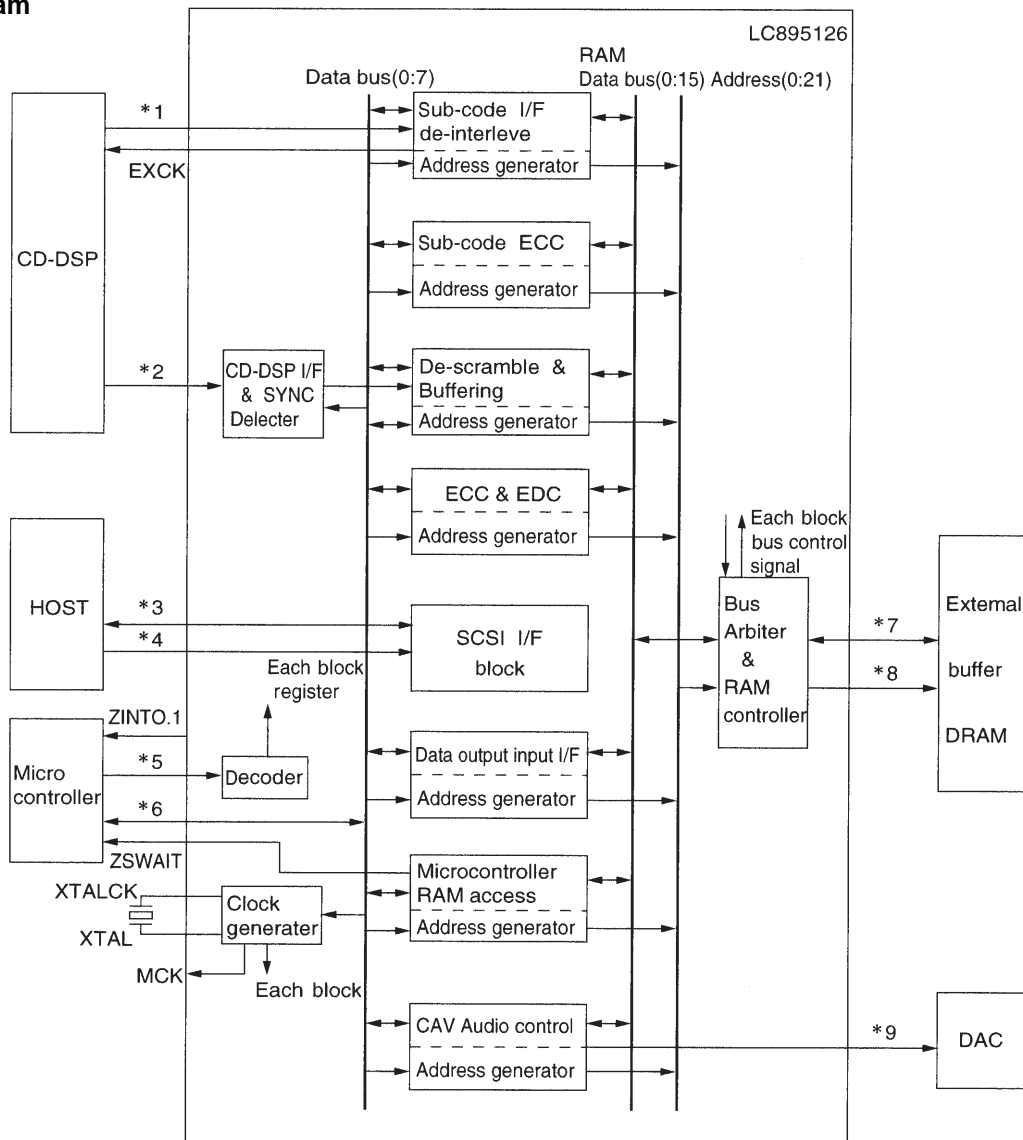 am
LC895126
RAM
Data bus(0:7)
Data bus(0:15) Address(0:21)
*1
Sub-code I/F
de-interleve
EXCK
Address generator
CD-DSP
Sub-code ECC
Address generator
*2
CD-DSP I/F
& SYNC
Delecter
De-scramble &
Buffering
Address generator
ECC & EDC
Address generator
Each block
bus control
signal
HOST
*3
*4
SCSI I/F
block
Bus
Arbiter
&
RAM
controller
*7
*8
External
buffer
DRAM
Each block
register
ZINTO.1
Micro
controller
*5
Decoder
*6
Data output input I/F
Address generator
ZSWAIT
Microcontroller
RAM access
Address generator
XTALCK
XTAL
Clock
generater
MCK
Each block
CAV Audio control
Address generator
*9
DAC